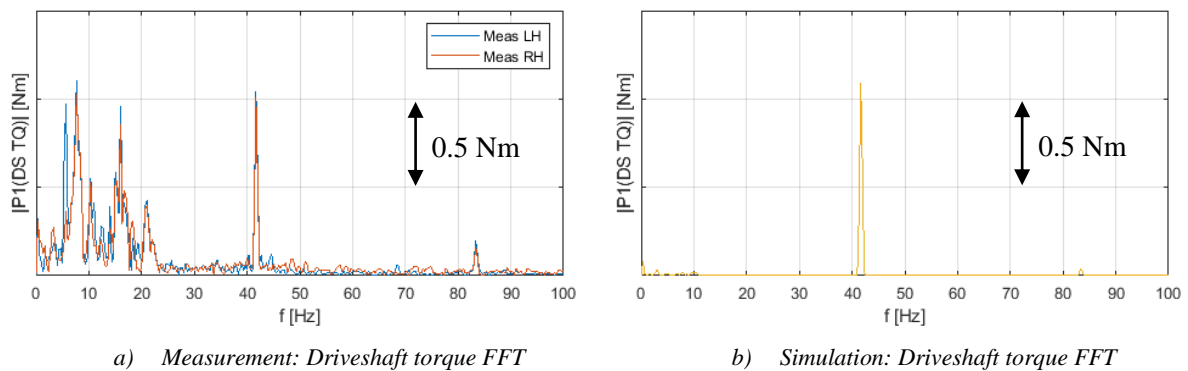 |P1(DS TQ)| [Nm]
Meas LH
Meas RH
0.5 Nm
0 10 20 30 40 50 60 70 80 90 100
f [Hz]
a) Measurement: Driveshaft torque FFT
|P1(DS TQ)| [Nm]
0.5 Nm
0 10 20 30 40 50 60 70 80 90 100
f [Hz]
b) Simulation: Driveshaft torque FFT